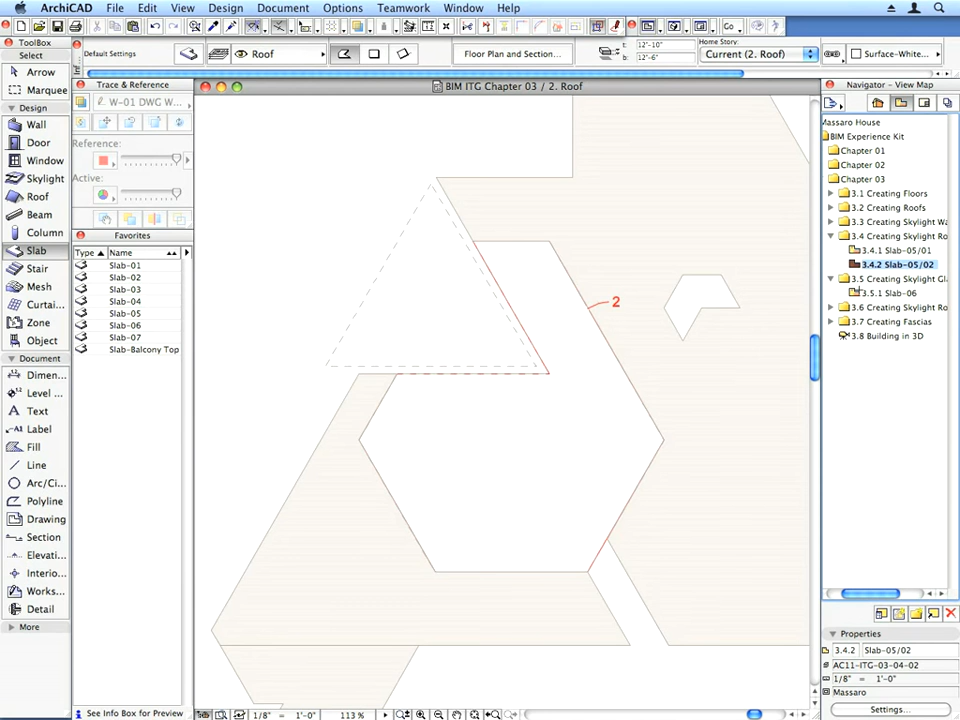 ArchiCAD File Edit View Design Document Options Teamwork Window Help
ToolBox
Select
Arrow
Marquee
Design
Wall
Door
Window
Skylight
Roof
Beam
Column
Slab
Stair
Mesh
Curtai...
Zone
Object
Document
Dimen...
Level ...
Text
Label
Fill
Line
Arc/Ci...
Polyline
Drawing
Section
Elevati...
Interio...
Works...
Detail
More
Default Settings
Roof
Floor Plan and Section...
t: 12'-10"
b: 12'-6"
Home Story:
Current (2. Roof)
Surface-White...
Trace & Reference
W-01 DWG W...
Reference:
Active:
Favorites
Type Name
Slab-01
Slab-02
Slab-03
Slab-04
Slab-05
Slab-06
Slab-07
Slab-Balcony Top
See Info Box for Preview
BIM ITG Chapter 03 / 2. Roof
2
1/8" = 1'-0" 113 %
Navigator - View Map
Massaro House
BIM Experience Kit
Chapter 01
Chapter 02
Chapter 03
3.1 Creating Floors
3.2 Creating Roofs
3.3 Creating Skylight Wa
3.4 Creating Skylight Ro
3.4.1 Slab-05/01
3.4.2 Slab-05/02
3.5 Creating Skylight Gl
3.5.1 Slab-06
3.6 Creating Skylight Ro
3.7 Creating Fascias
3.8 Building in 3D
Properties
3.4.2 Slab-05/02
AC11-ITG-03-04-02
1/8" = 1'-0"
Massaro
Settings...
Go